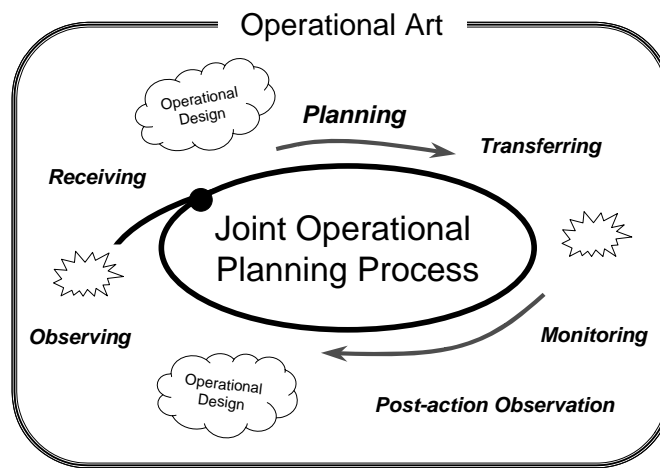 Operational Art
Operational
Design
Planning
Transferring
Receiving
Joint Operational
Planning Process
Observing
Monitoring
Operational
Design
Post-action Observation